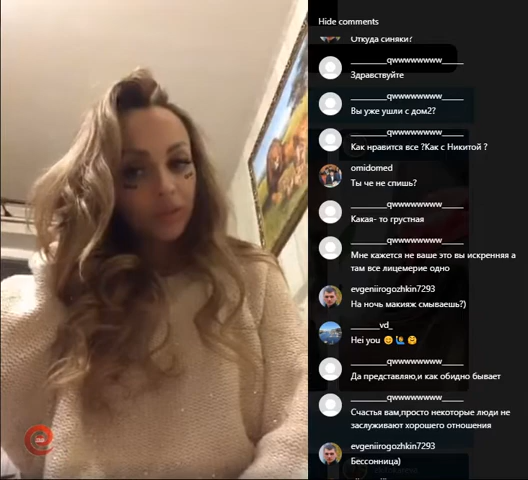 Hide comments
Откуда синяки?
________qwwwwwwww_____
Здравствуйте
________qwwwwwwww_____
Вы уже ушли с дом2?
________qwwwwwwww_____
Как нравится все ?Как с Никитой ?
omidomed
Ты че не спишь?
________qwwwwwwww_____
Какая- то грустная
________qwwwwwwww_____
Мне кажется не ваше это вы искренняя а
там все лицемерие одно
evgeniirogozhkin7293
На ночь макияж смываешь?)
______vd_
Hei you 😊🙋‍♂️🤗
________qwwwwwwww_____
Да представляю,и как обидно бывает
________qwwwwwwww_____
Счастья вам,просто некоторые люди не
заслуживают хорошего отношения
evgeniirogozhkin7293
Бессонница)